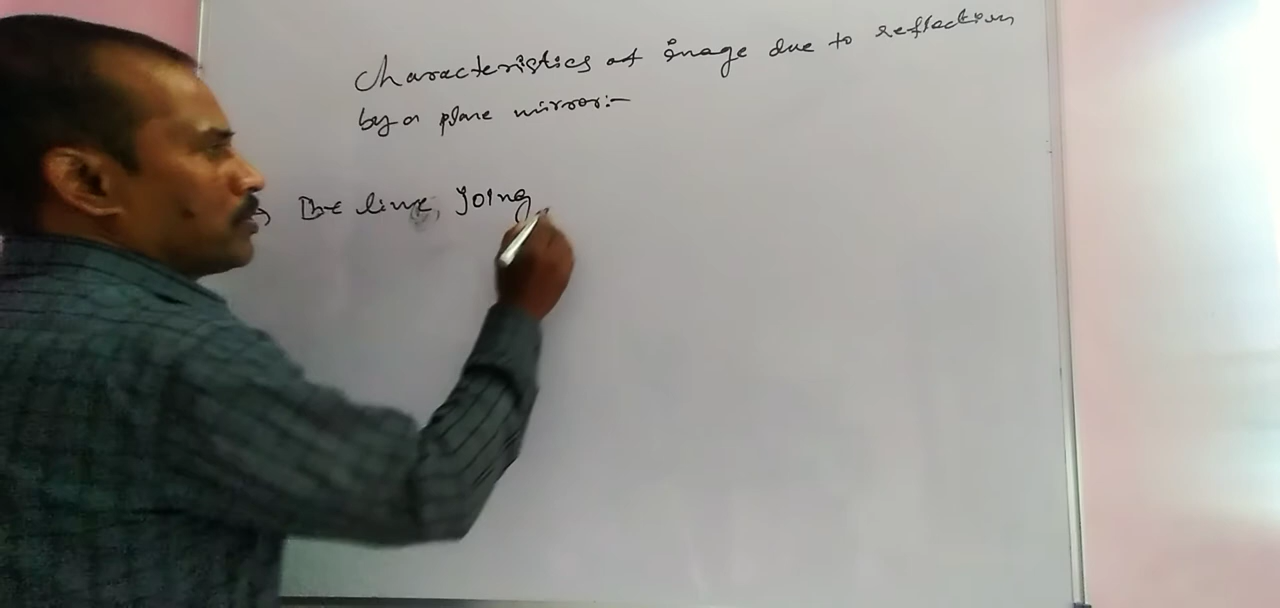 Characteristics of image due to reflection
by a plane mirror:-
The line, Joing